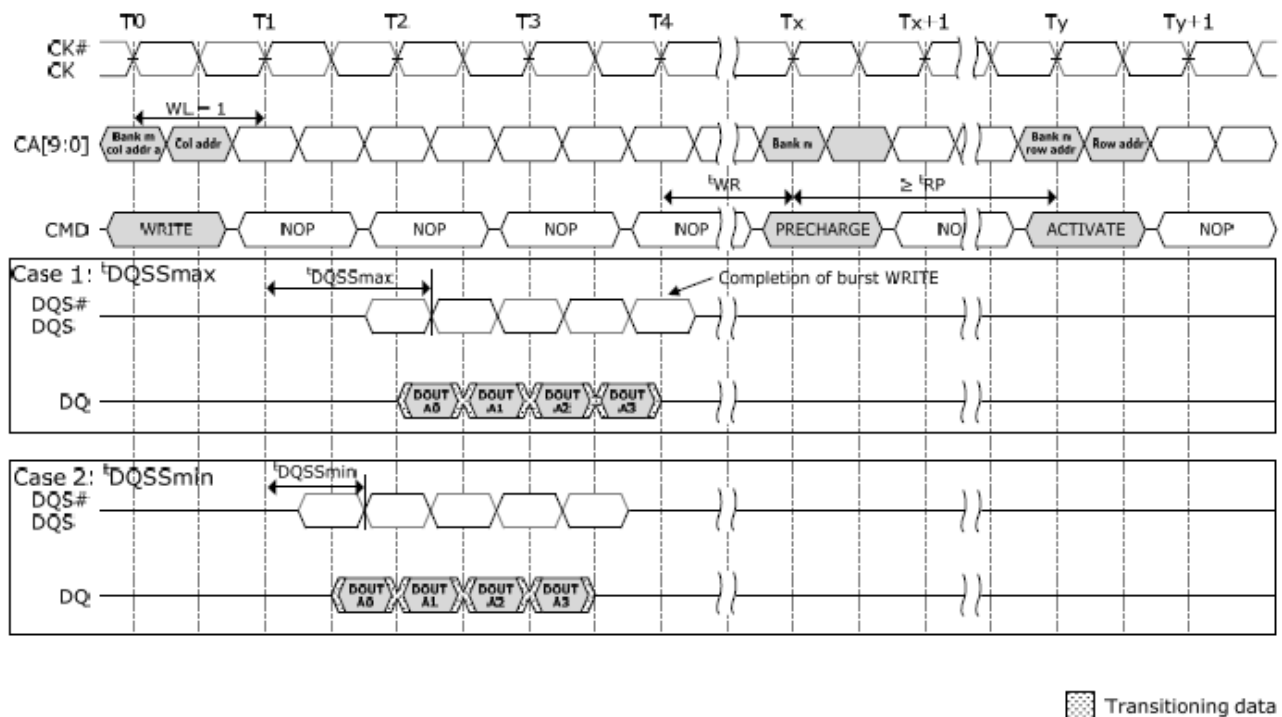 T0 T1 T2 T3 T4 Tx Tx+1 Ty Ty+1
CK#
CK
WL = 1
CA[9:0]
Bank m
col addr a
Col addr
Bank n
Bank n
row addr
Row addr
tWR
≥ tRP
CMD WRITE NOP NOP NOP NOP PRECHARGE NOP ACTIVATE NOP
Case 1: tDQSSmax
tDQSSmax
Completion of burst WRITE
DQS#
DQS
DQ
DOUT
A0
DOUT
A1
DOUT
A2
DOUT
A3
Case 2: tDQSSmin
tDQSSmin
DQS#
DQS
DQ
DOUT
A0
DOUT
A1
DOUT
A2
DOUT
A3
Transitioning data